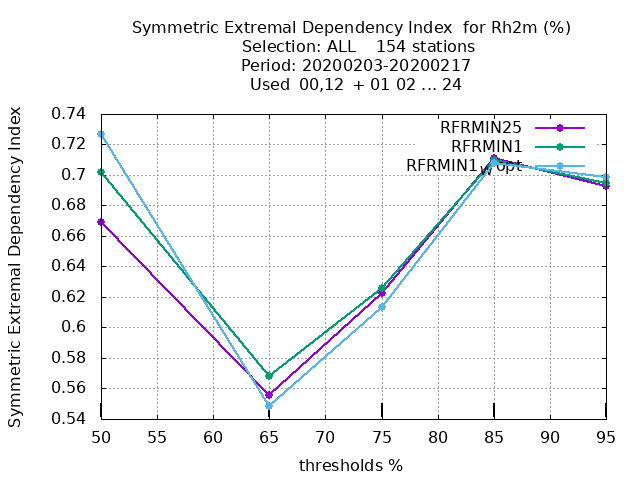 Symmetric Extremal Dependency Index  for Rh2m (%)
Selection: ALL    154 stations
Period: 20200203-20200217
Used  00,12  + 01 02 ... 24
Symmetric Extremal Dependency Index
0.74
0.72
0.7
0.68
0.66
0.64
0.62
0.6
0.58
0.56
0.54
RFRMIN25
RFRMIN1
RFRMIN1wopt
50 55 60 65 70 75 80 85 90 95
thresholds %